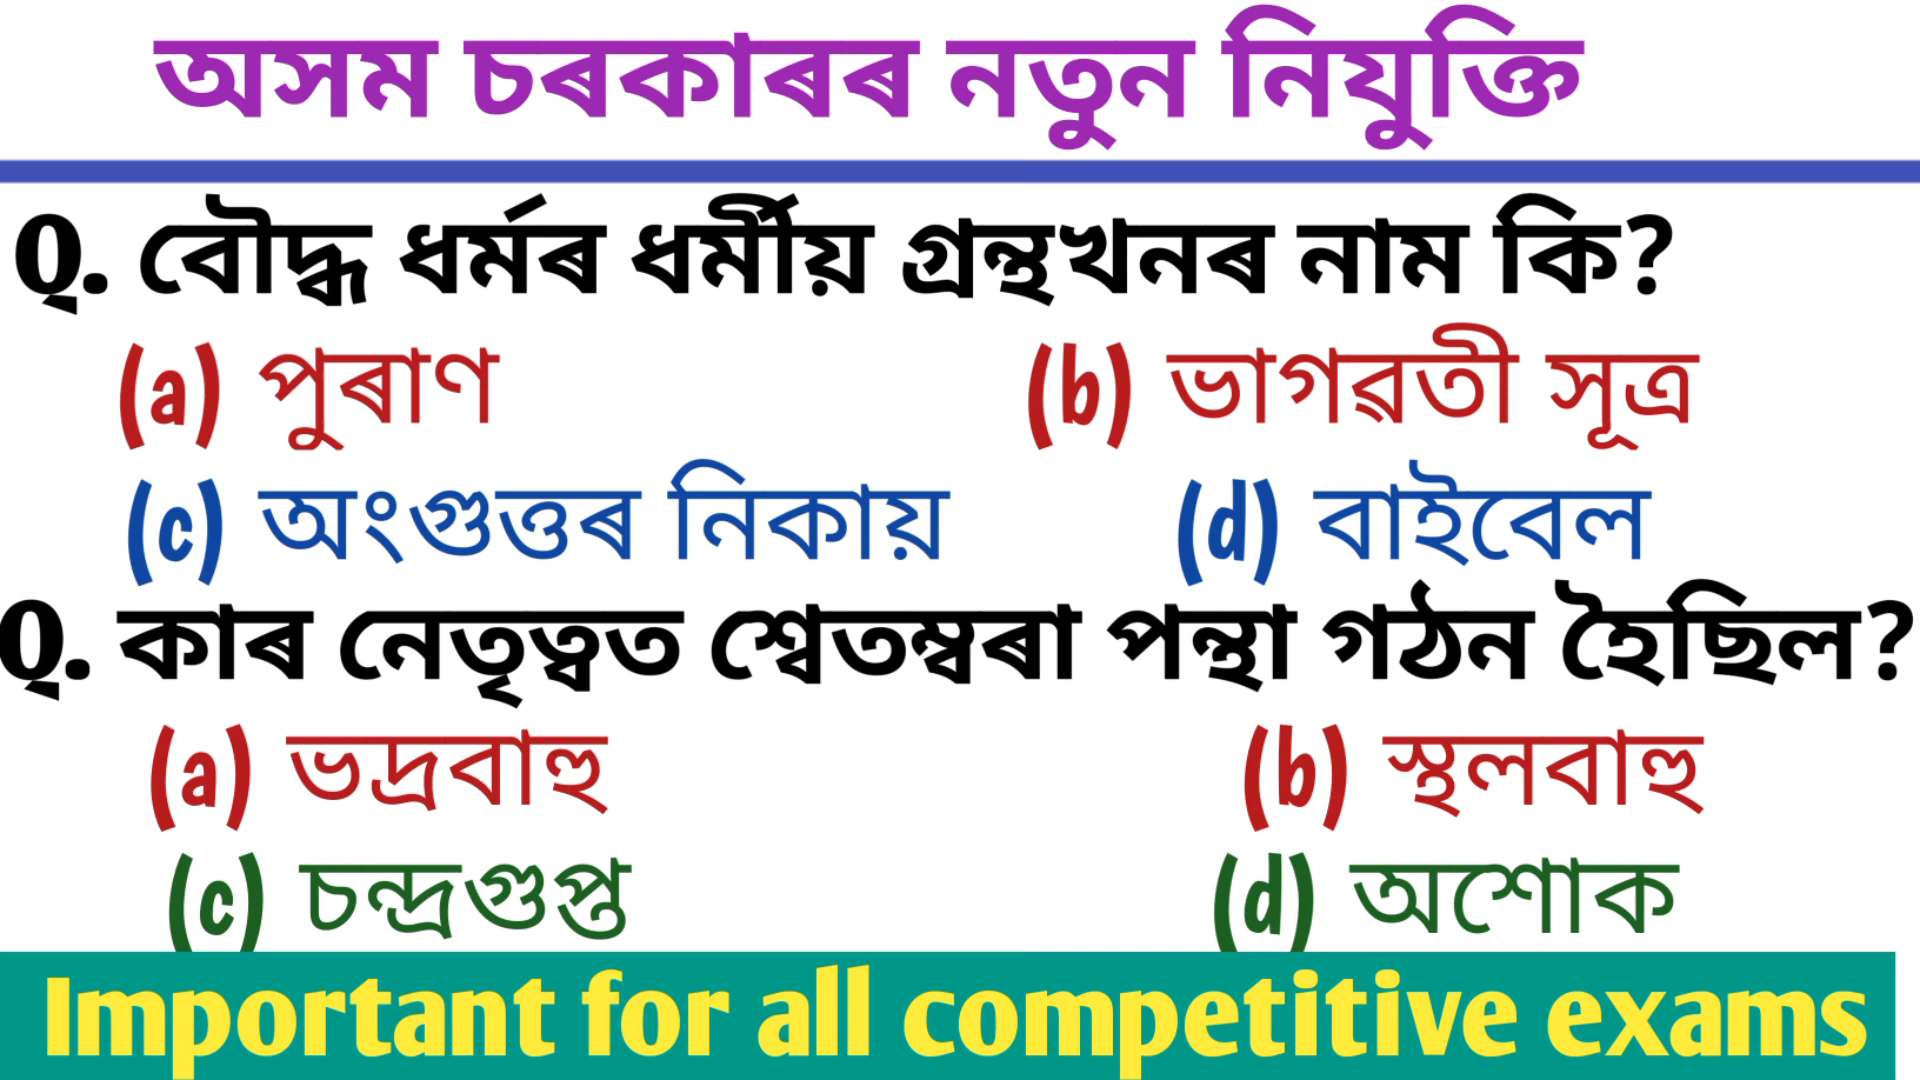 অসম চৰকাৰৰ নতুন নিযুক্তি
Q. বৌদ্ধ ধৰ্মৰ ধৰ্মীয় গ্ৰন্থখনৰ নাম কি?
(a) পুৰাণ (b) ভাগৱতী সূত্ৰ
(c) অংগুত্তৰ নিকায় (d) বাইবেল
Q. কাৰ নেতৃত্বত শ্বেতম্বৰা পন্থা গঠন হৈছিল?
(a) ভদ্ৰবাহু (b) স্থলবাহু
(c) চন্দ্ৰগুপ্ত (d) অশোক
Important for all competitive exams